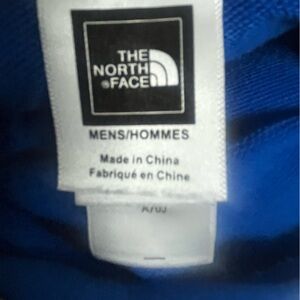 THE
NORTH
FACE
MENS/HOMMES
Made in China
Fabriqué en Chine